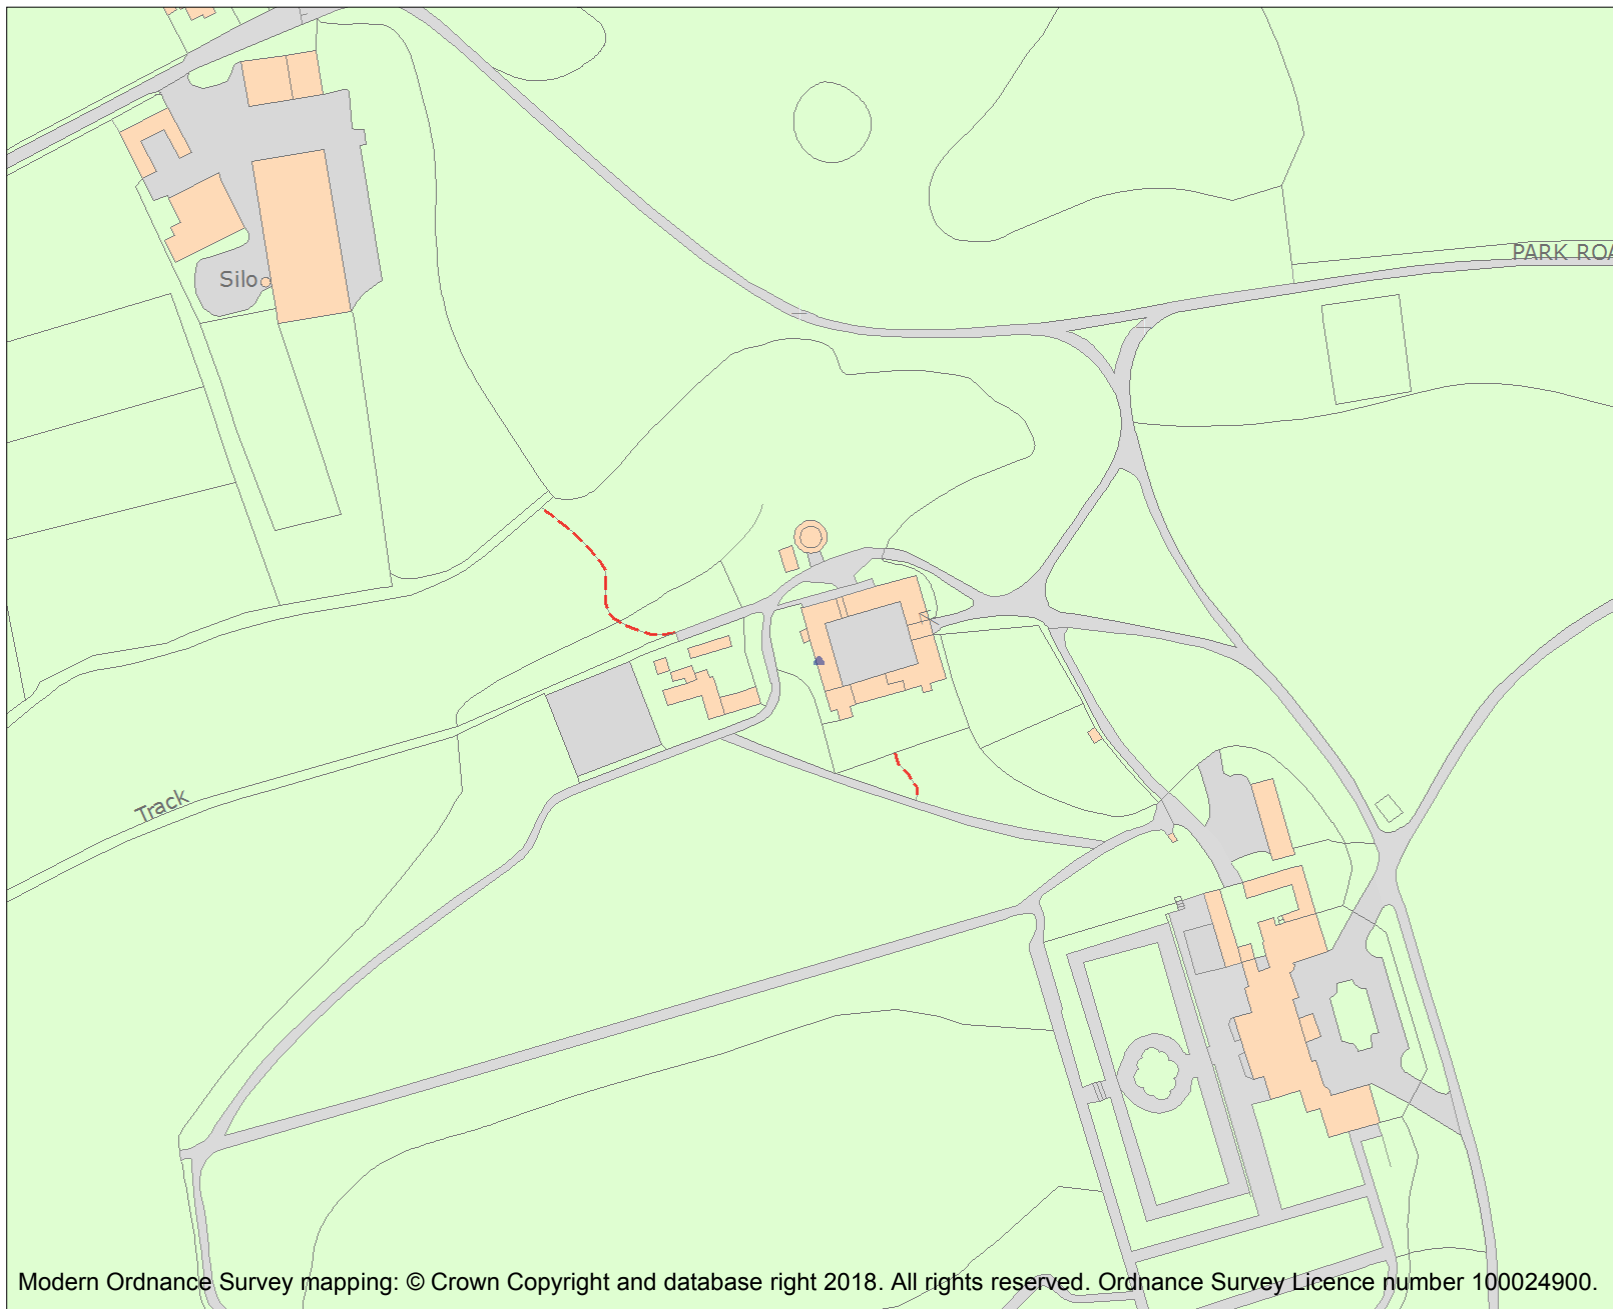 PARK ROA
Silo
Track
Modern Ordnance Survey mapping: © Crown Copyright and database right 2018. All rights reserved. Ordnance Survey Licence number 100024900.